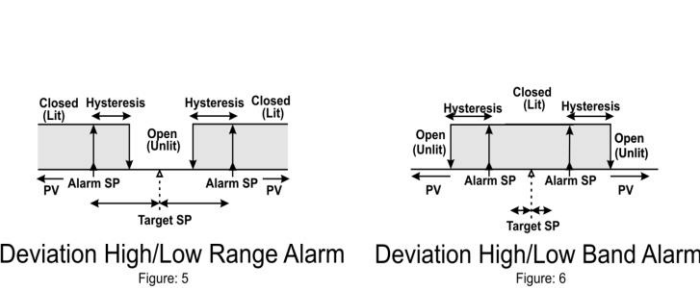 Closed Hysteresis
(Lit)
Open
(Unlit)
Hysteresis Closed
(Lit)
PV
Alarm SP
Alarm SP
PV
Target SP
Deviation High/Low Range Alarm
Figure: 5
Closed
(Lit)
Hysteresis
Hysteresis
Open
(Unlit)
Open
(Unlit)
PV
Alarm SP
Alarm SP
PV
Target SP
Deviation High/Low Band Alarm
Figure: 6